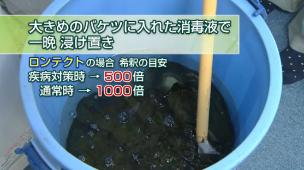 大きめのバケツに入れた消毒液で
一晩 浸け置き
ロンテクトの場合 希釈の目安
疾病対策時 → 500倍
通常時 → 1000倍